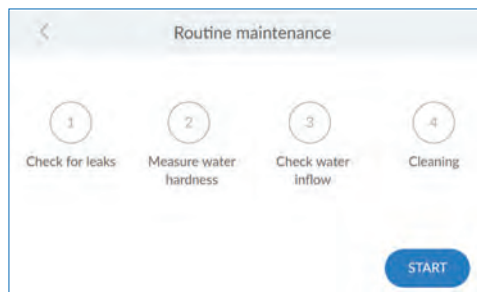 Routine maintenance
1
2
3
4
Check for leaks
Measure water
hardness
Check water
inflow
Cleaning
START